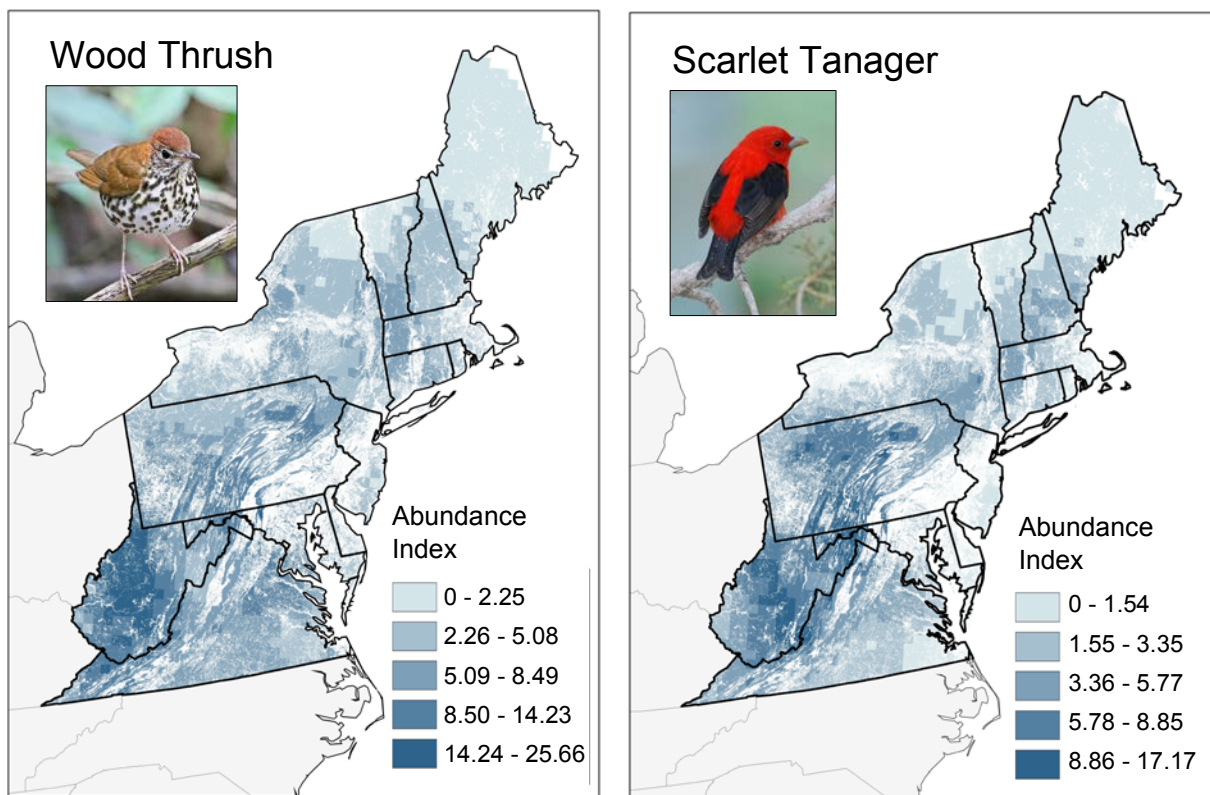 Wood Thrush
Abundance
Index
0 - 2.25
2.26 - 5.08
5.09 - 8.49
8.50 - 14.23
14.24 - 25.66
Scarlet Tanager
Abundance
Index
0 - 1.54
1.55 - 3.35
3.36 - 5.77
5.78 - 8.85
8.86 - 17.17